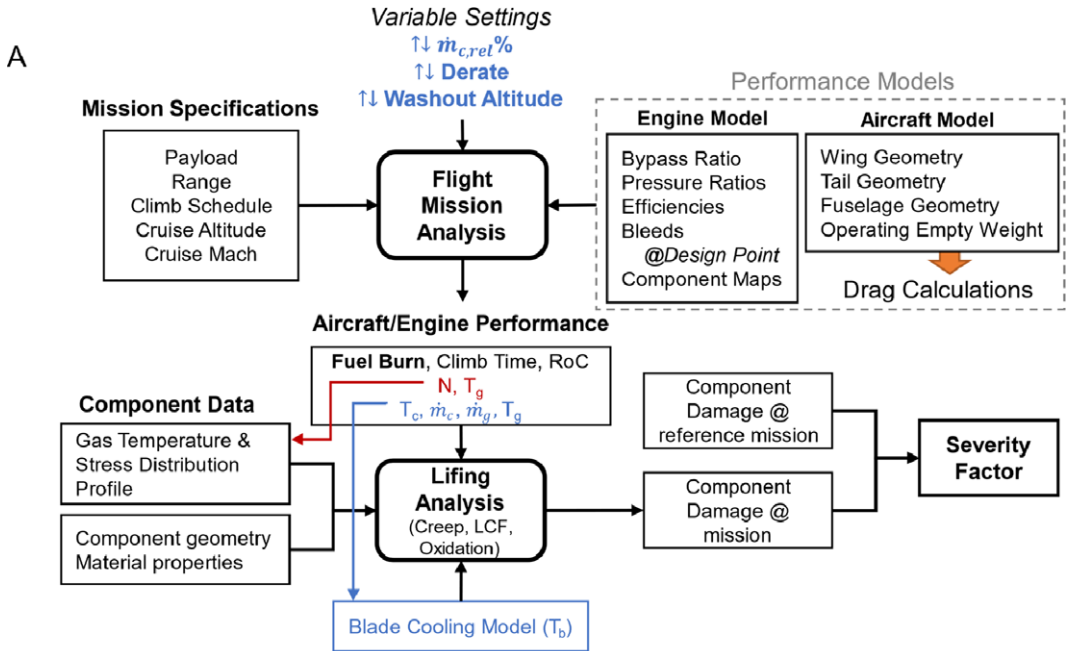 A
Variable Settings
↑↓ ṁc,rel%
↑↓ Derate
↑↓ Washout Altitude
Mission Specifications
Payload
Range
Climb Schedule
Cruise Altitude
Cruise Mach
Flight
Mission
Analysis
Performance Models
Engine Model
Bypass Ratio
Pressure Ratios
Efficiencies
Bleeds
@Design Point
Component Maps
Aircraft Model
Wing Geometry
Tail Geometry
Fuselage Geometry
Operating Empty Weight
Drag Calculations
Aircraft/Engine Performance
Fuel Burn, Climb Time, RoC
N, Tg
Tc, ṁc, ṁg, Tg
Component Data
Gas Temperature &
Stress Distribution
Profile
Component geometry
Material properties
Lifing
Analysis
(Creep, LCF,
Oxidation)
Blade Cooling Model (Tb)
Component
Damage @
reference mission
Component
Damage @
mission
Severity
Factor